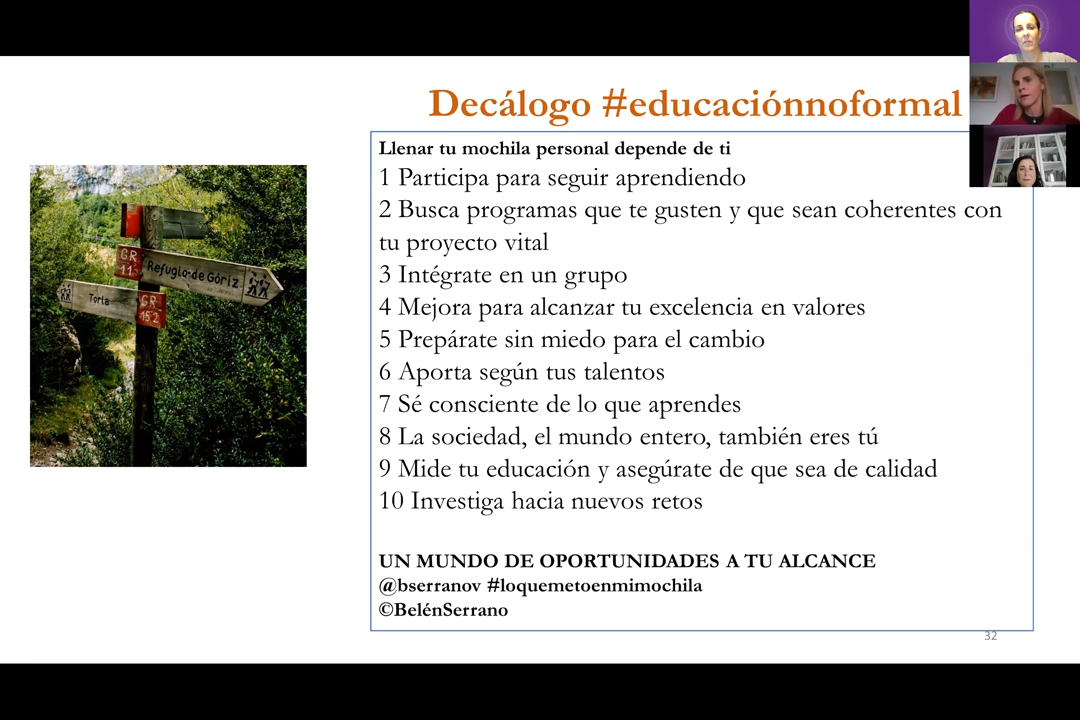 Decálogo #educaciónnoformal
Llenar tu mochila personal depende de ti
1 Participa para seguir aprendiendo
2 Busca programas que te gusten y que sean coherentes con
tu proyecto vital
3 Intégrate en un grupo
4 Mejora para alcanzar tu excelencia en valores
5 Prepárate sin miedo para el cambio
6 Aporta según tus talentos
7 Sé consciente de lo que aprendes
8 La sociedad, el mundo entero, también eres tú
9 Mide tu educación y asegúrate de que sea de calidad
10 Investiga hacia nuevos retos
UN MUNDO DE OPORTUNIDADES A TU ALCANCE
@bserranov #loquemetoenmimochila
©BelénSerrano
32
GR
11
Refugio de Góriz
Torla
GR
15 2